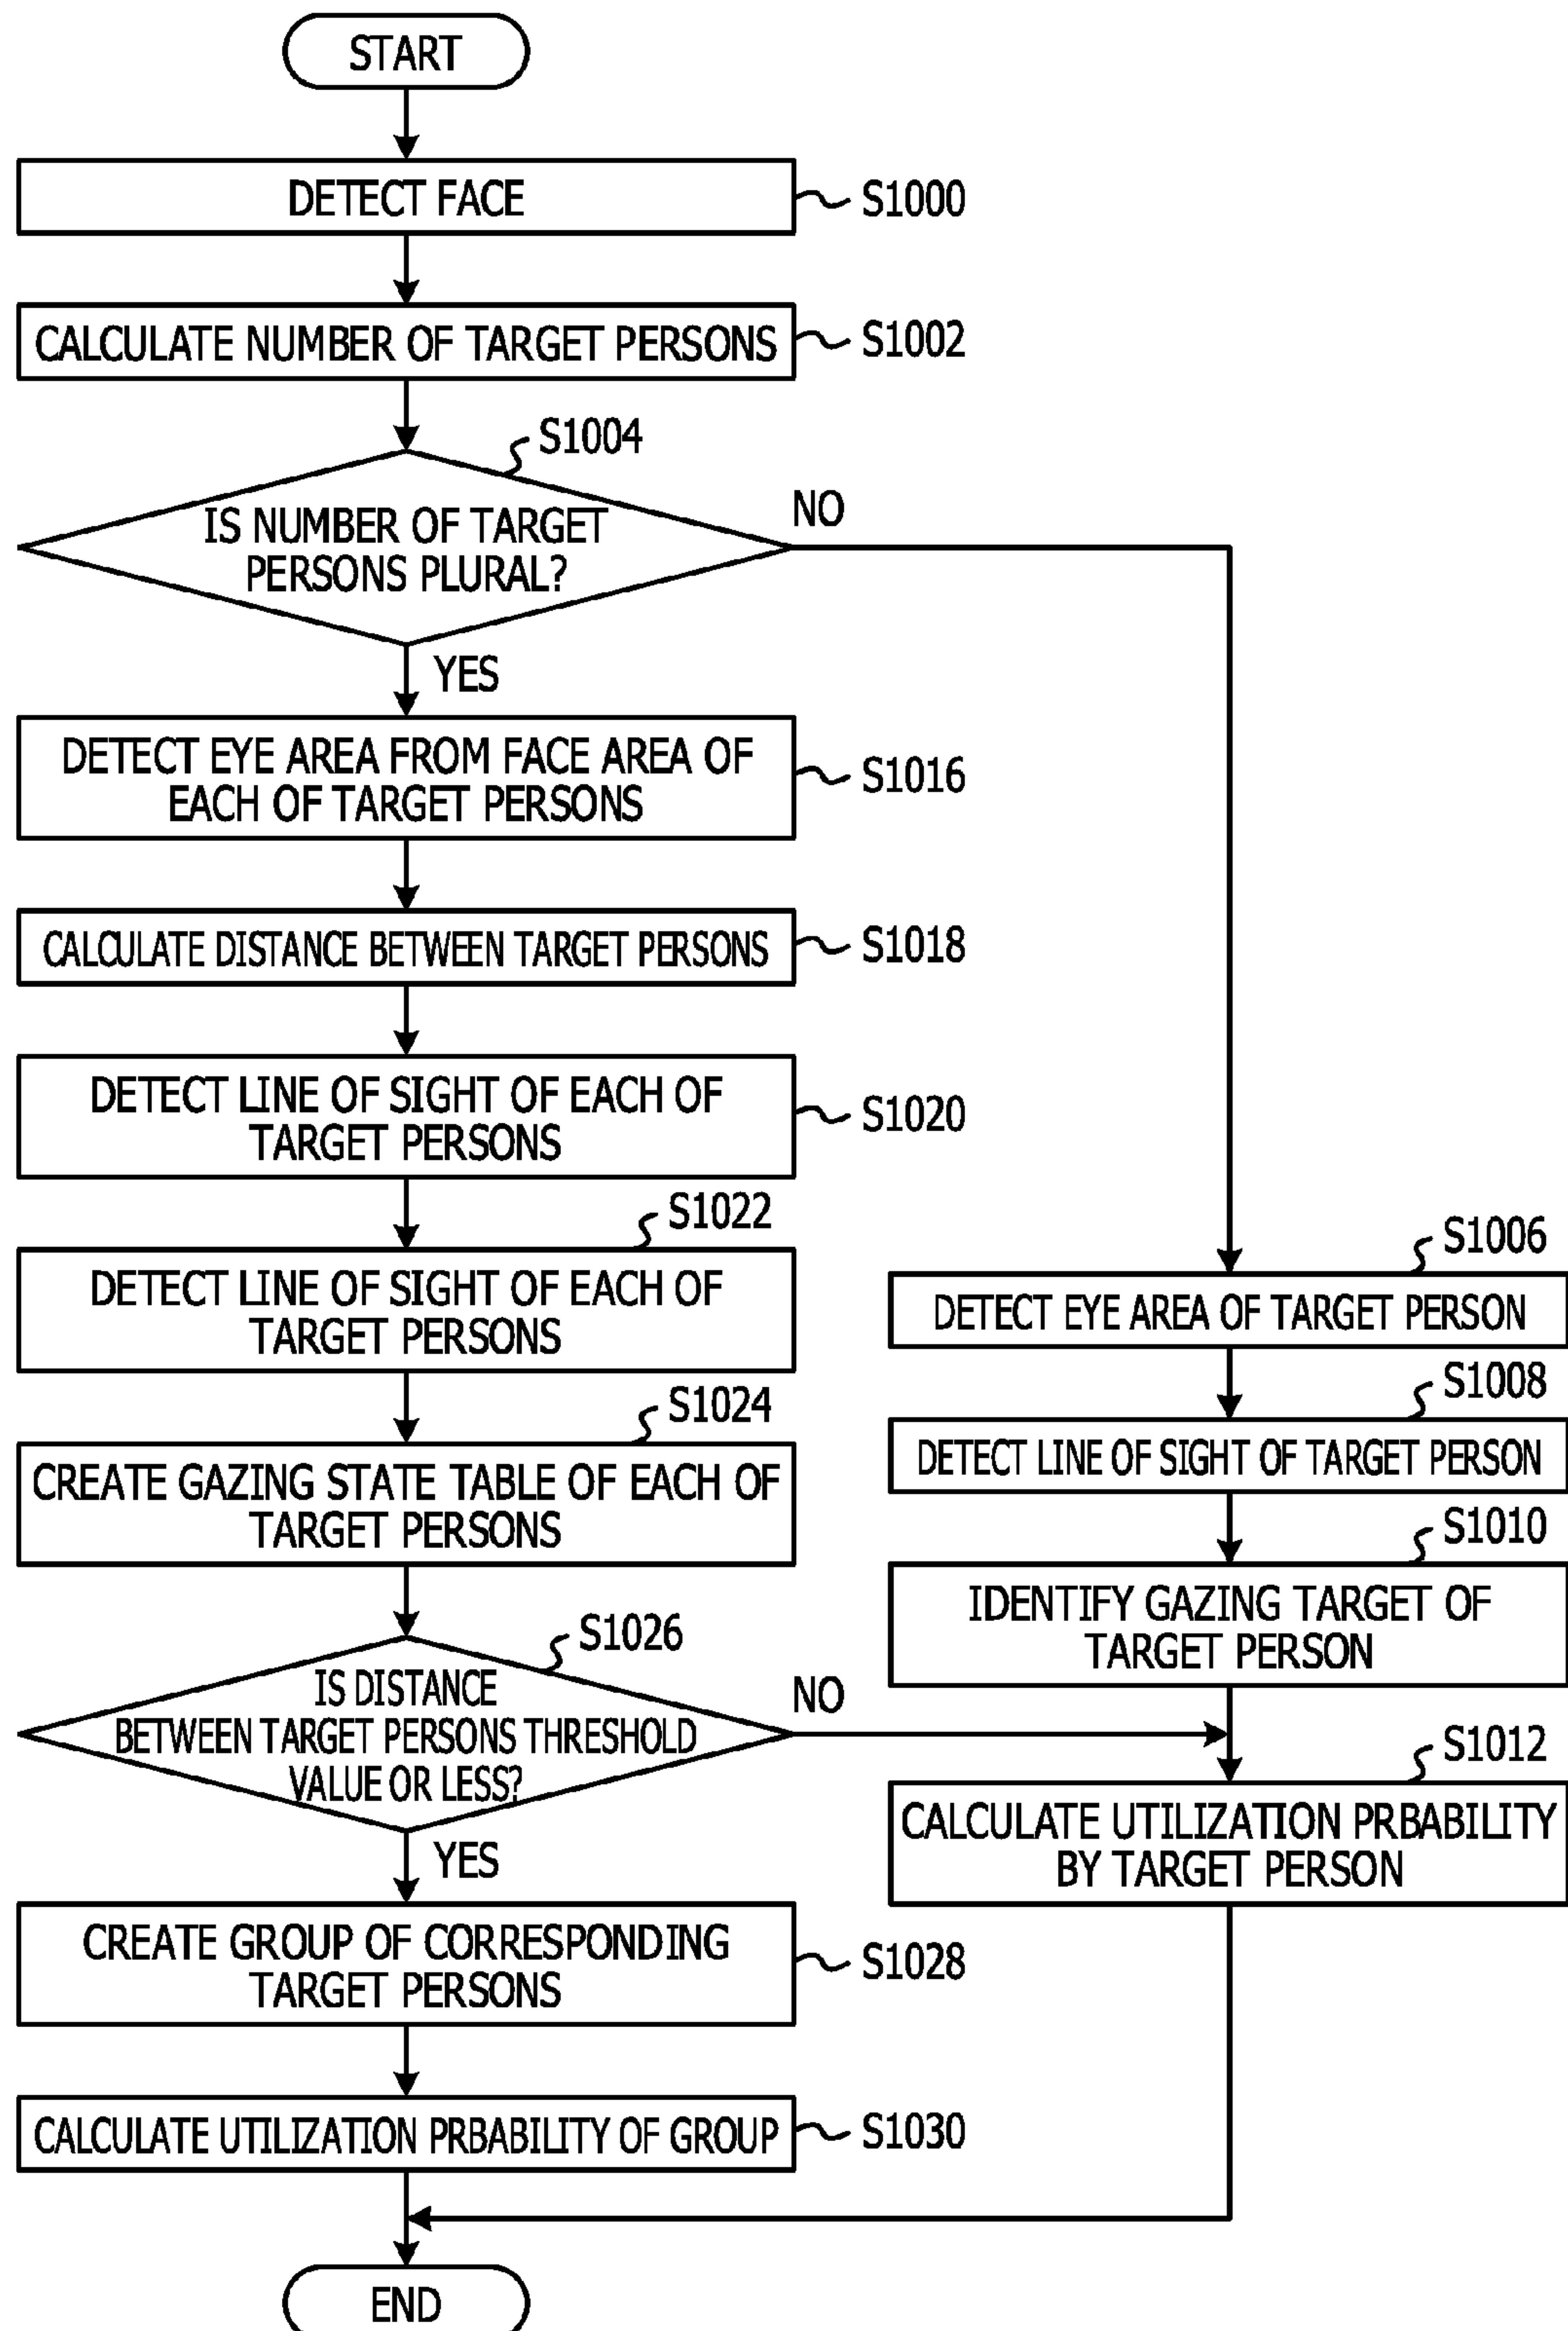 START
DETECT FACE
S1000
CALCULATE NUMBER OF TARGET PERSONS
S1002
S1004
IS NUMBER OF TARGET
PERSONS PLURAL?
NO
YES
DETECT EYE AREA FROM FACE AREA OF
EACH OF TARGET PERSONS
S1016
CALCULATE DISTANCE BETWEEN TARGET PERSONS
S1018
DETECT LINE OF SIGHT OF EACH OF
TARGET PERSONS
S1020
S1022
DETECT LINE OF SIGHT OF EACH OF
TARGET PERSONS
S1024
CREATE GAZING STATE TABLE OF EACH OF
TARGET PERSONS
S1026
IS DISTANCE
BETWEEN TARGET PERSONS THRESHOLD
VALUE OR LESS?
NO
YES
CREATE GROUP OF CORRESPONDING
TARGET PERSONS
S1028
CALCULATE UTILIZATION PRBABILITY OF GROUP
S1030
S1006
DETECT EYE AREA OF TARGET PERSON
S1008
DETECT LINE OF SIGHT OF TARGET PERSON
S1010
IDENTIFY GAZING TARGET OF
TARGET PERSON
S1012
CALCULATE UTILIZATION PRBABILITY
BY TARGET PERSON
END